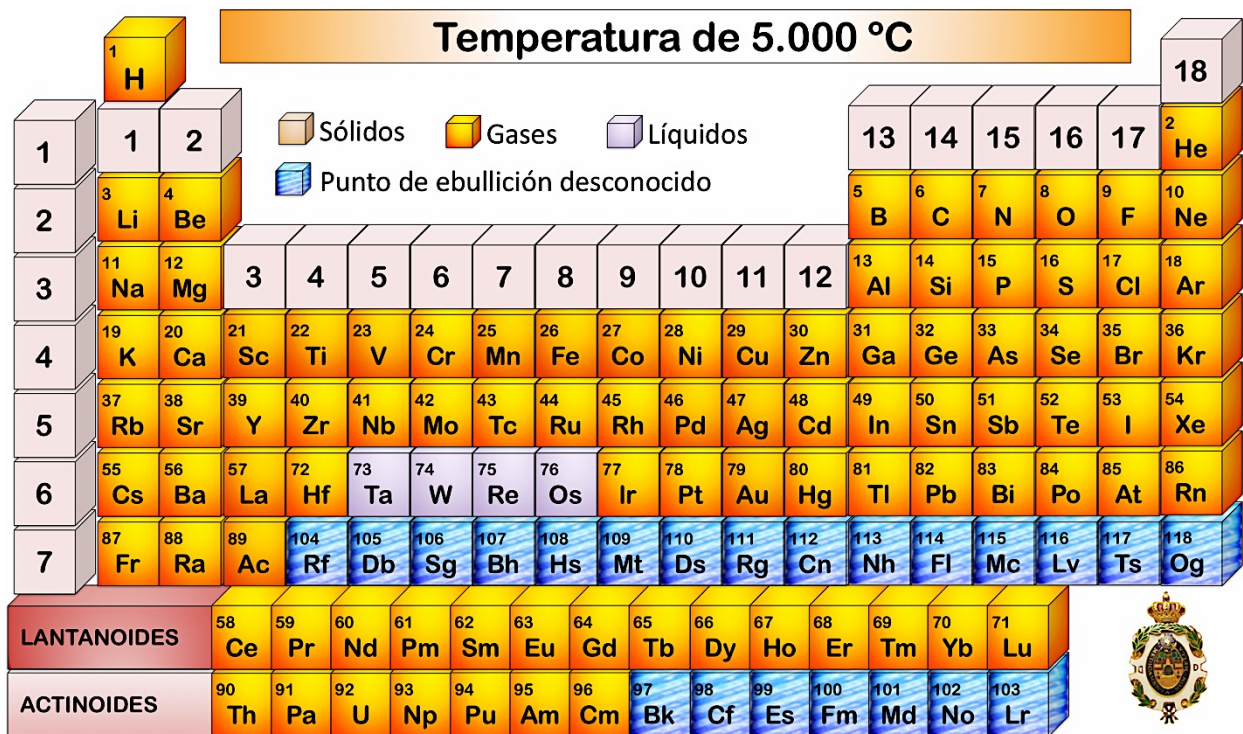 Temperatura de 5.000 ºC
1 H
18
Sólidos Gases Líquidos
Punto de ebullición desconocido
1 1 2 13 14 15 16 17 2 He
2 3 Li 4 Be 5 B 6 C 7 N 8 O 9 F 10 Ne
3 11 Na 12 Mg 3 4 5 6 7 8 9 10 11 12 13 Al 14 Si 15 P 16 S 17 Cl 18 Ar
4 19 K 20 Ca 21 Sc 22 Ti 23 V 24 Cr 25 Mn 26 Fe 27 Co 28 Ni 29 Cu 30 Zn 31 Ga 32 Ge 33 As 34 Se 35 Br 36 Kr
5 37 Rb 38 Sr 39 Y 40 Zr 41 Nb 42 Mo 43 Tc 44 Ru 45 Rh 46 Pd 47 Ag 48 Cd 49 In 50 Sn 51 Sb 52 Te 53 I 54 Xe
6 55 Cs 56 Ba 57 La 72 Hf 73 Ta 74 W 75 Re 76 Os 77 Ir 78 Pt 79 Au 80 Hg 81 Tl 82 Pb 83 Bi 84 Po 85 At 86 Rn
7 87 Fr 88 Ra 89 Ac 104 Rf 105 Db 106 Sg 107 Bh 108 Hs 109 Mt 110 Ds 111 Rg 112 Cn 113 Nh 114 Fl 115 Mc 116 Lv 117 Ts 118 Og
LANTANOIDES 58 Ce 59 Pr 60 Nd 61 Pm 62 Sm 63 Eu 64 Gd 65 Tb 66 Dy 67 Ho 68 Er 69 Tm 70 Yb 71 Lu
ACTINOIDES 90 Th 91 Pa 92 U 93 Np 94 Pu 95 Am 96 Cm 97 Bk 98 Cf 99 Es 100 Fm 101 Md 102 No 103 Lr